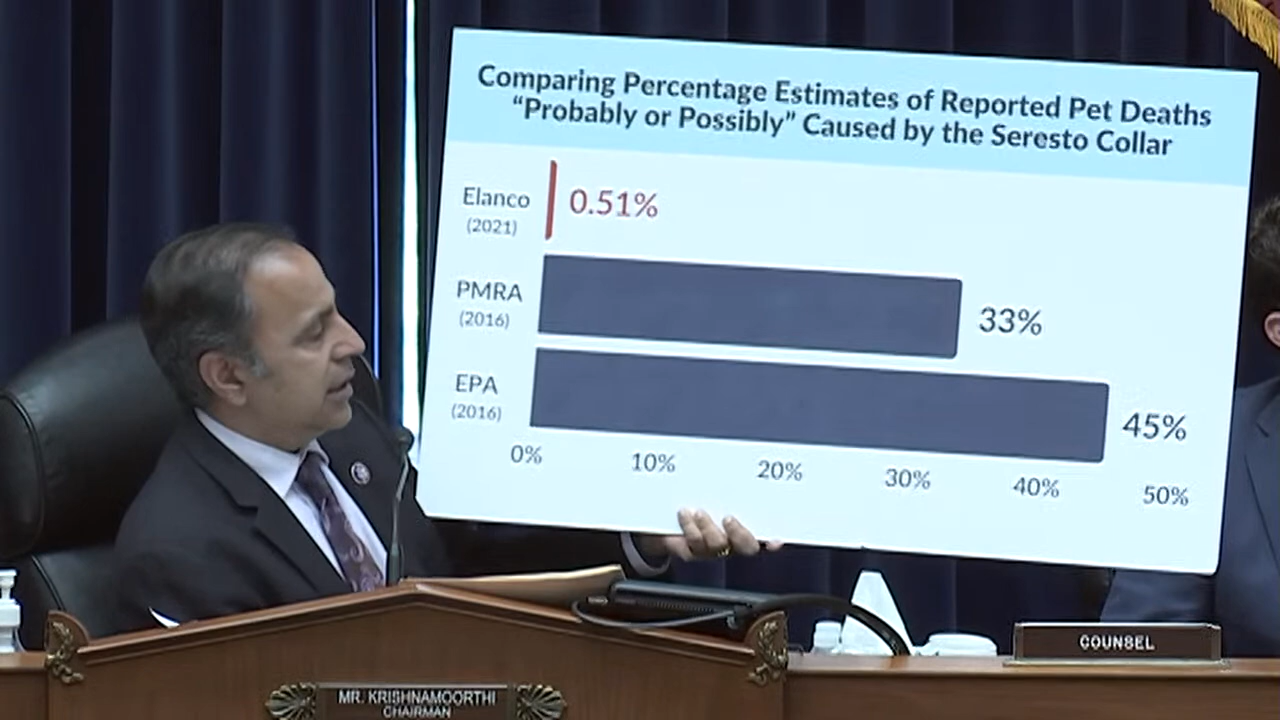 Comparing Percentage Estimates of Reported Pet Deaths
“Probably or Possibly” Caused by the Seresto Collar
Elanco
(2021)
0.51%
PMRA
(2016)
33%
EPA
(2016)
45%
0% 10% 20% 30% 40% 50%
COUNSEL
MR. KRISHNAMOORTHI
CHAIRMAN